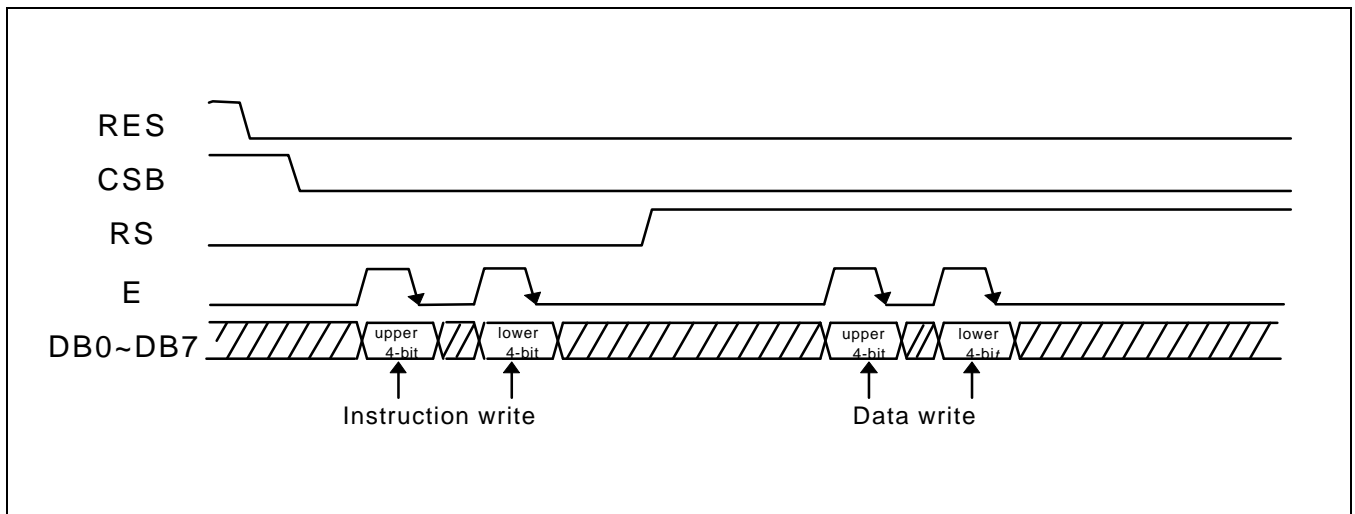 RES
CSB
RS
E
DB0~DB7
upper
4-bit
lower
4-bit
upper
4-bit
lower
4-bit
Instruction write
Data write